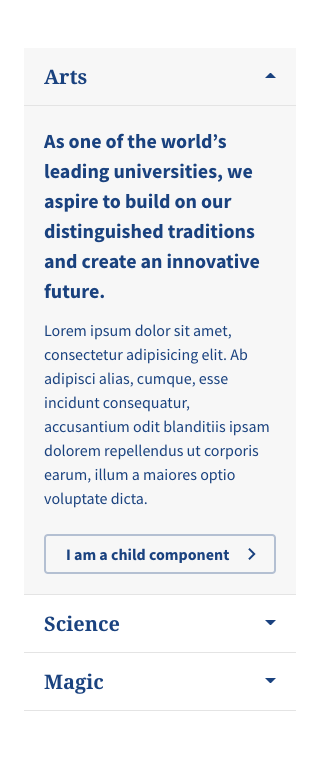 Arts
As one of the world’s
leading universities, we
aspire to build on our
distinguished traditions
and create an innovative
future.
Lorem ipsum dolor sit amet,
consectetur adipisicing elit. Ab
adipisci alias, cumque, esse
incidunt consequatur,
accusantium odit blanditiis ipsam
dolorem repellendus ut corporis
earum, illum a maiores optio
voluptate dicta.
I am a child component
Science
Magic